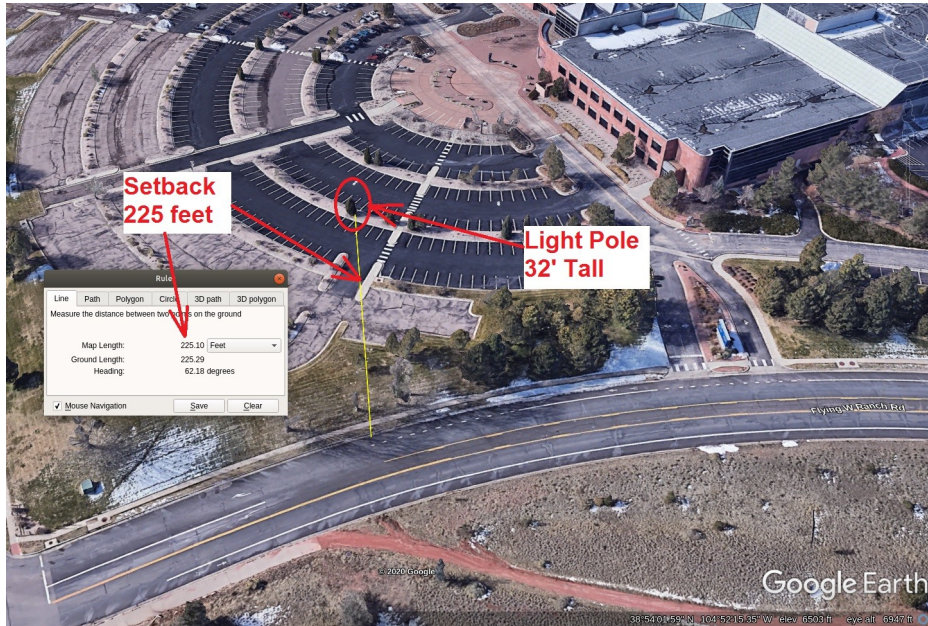 Setback
225 feet
Light Pole
32' Tall
Ruler
Line Path Polygon Circle 3D path 3D polygon
Measure the distance between two points on the ground
Map Length: 225.10 Feet
Ground Length: 225.29
Heading: 62.18 degrees
Mouse Navigation Save Clear
Flying W Ranch Rd
© 2020 Google
Google Earth
38°54'01.59" N 104°52'15.35" W elev 6503 ft eye alt 6947 ft